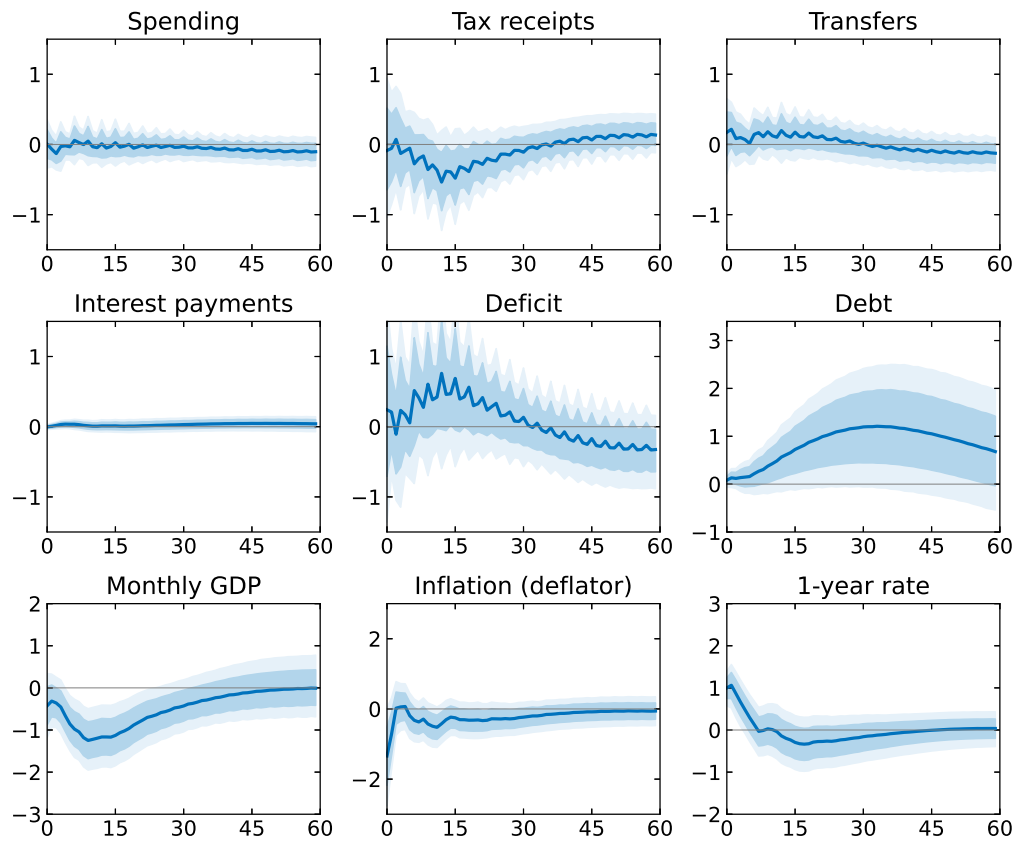 Spending Tax receipts Transfers
1 1 1
0 0 0
−1 −1 −1
0 15 30 45 60 0 15 30 45 60 0 15 30 45 60
Interest payments Deficit Debt
3
1 1 2
0 0 1
0
−1 −1 −1
0 15 30 45 60 0 15 30 45 60 0 15 30 45 60
Monthly GDP Inflation (deflator) 1-year rate
2 3
1 2 2
0 1
0 0
−1 −1
−2 −2
−3 −2
0 15 30 45 60 0 15 30 45 60 0 15 30 45 60